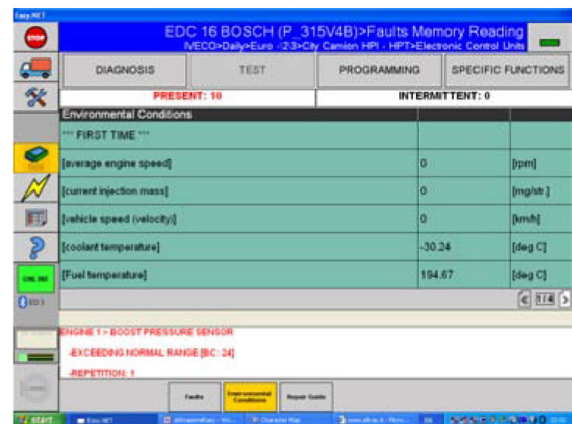 Easy.NET
EDC 16 BOSCH (P_315V4B)>Faults Memory Reading
IVECO>Daily>Euro -2-3>City Camion HPI - HPT>Electronic Control Units
STOP
DIAGNOSIS
TEST
PROGRAMMING
SPECIFIC FUNCTIONS
PRESENT: 10
INTERMITTENT: 0
Environmental Conditions
*** FIRST TIME ***
[average engine speed] 0 [rpm]
[current injection mass] 0 [mg/str.]
[vehicle speed (velocity)] 0 [km/h]
[coolant temperature] -30.24 [deg C]
[Fuel temperature] 194.67 [deg C]
1/4
ENGINE 1 > BOOST PRESSURE SENSOR
-EXCEEDING NORMAL RANGE [BC: 24]
-REPETITION: 1
Faults
Environmental Conditions
Repair Guide
start
Easy.NET
Character Map